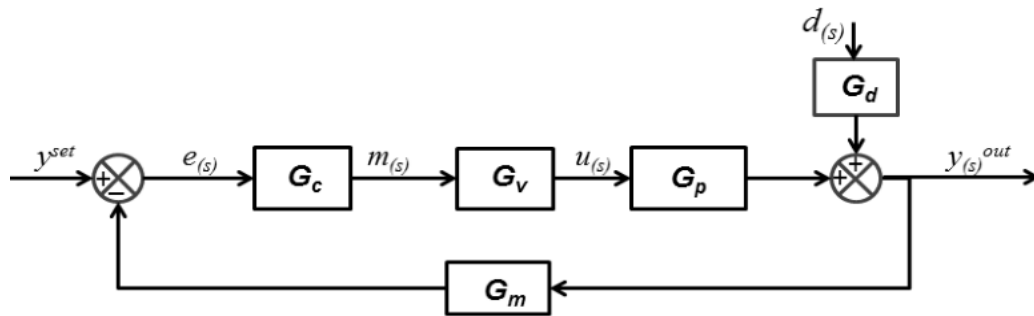 d(s)
Gd
yset e(s) Gc m(s) Gv u(s) Gp y(s)out
+ − + +
Gm